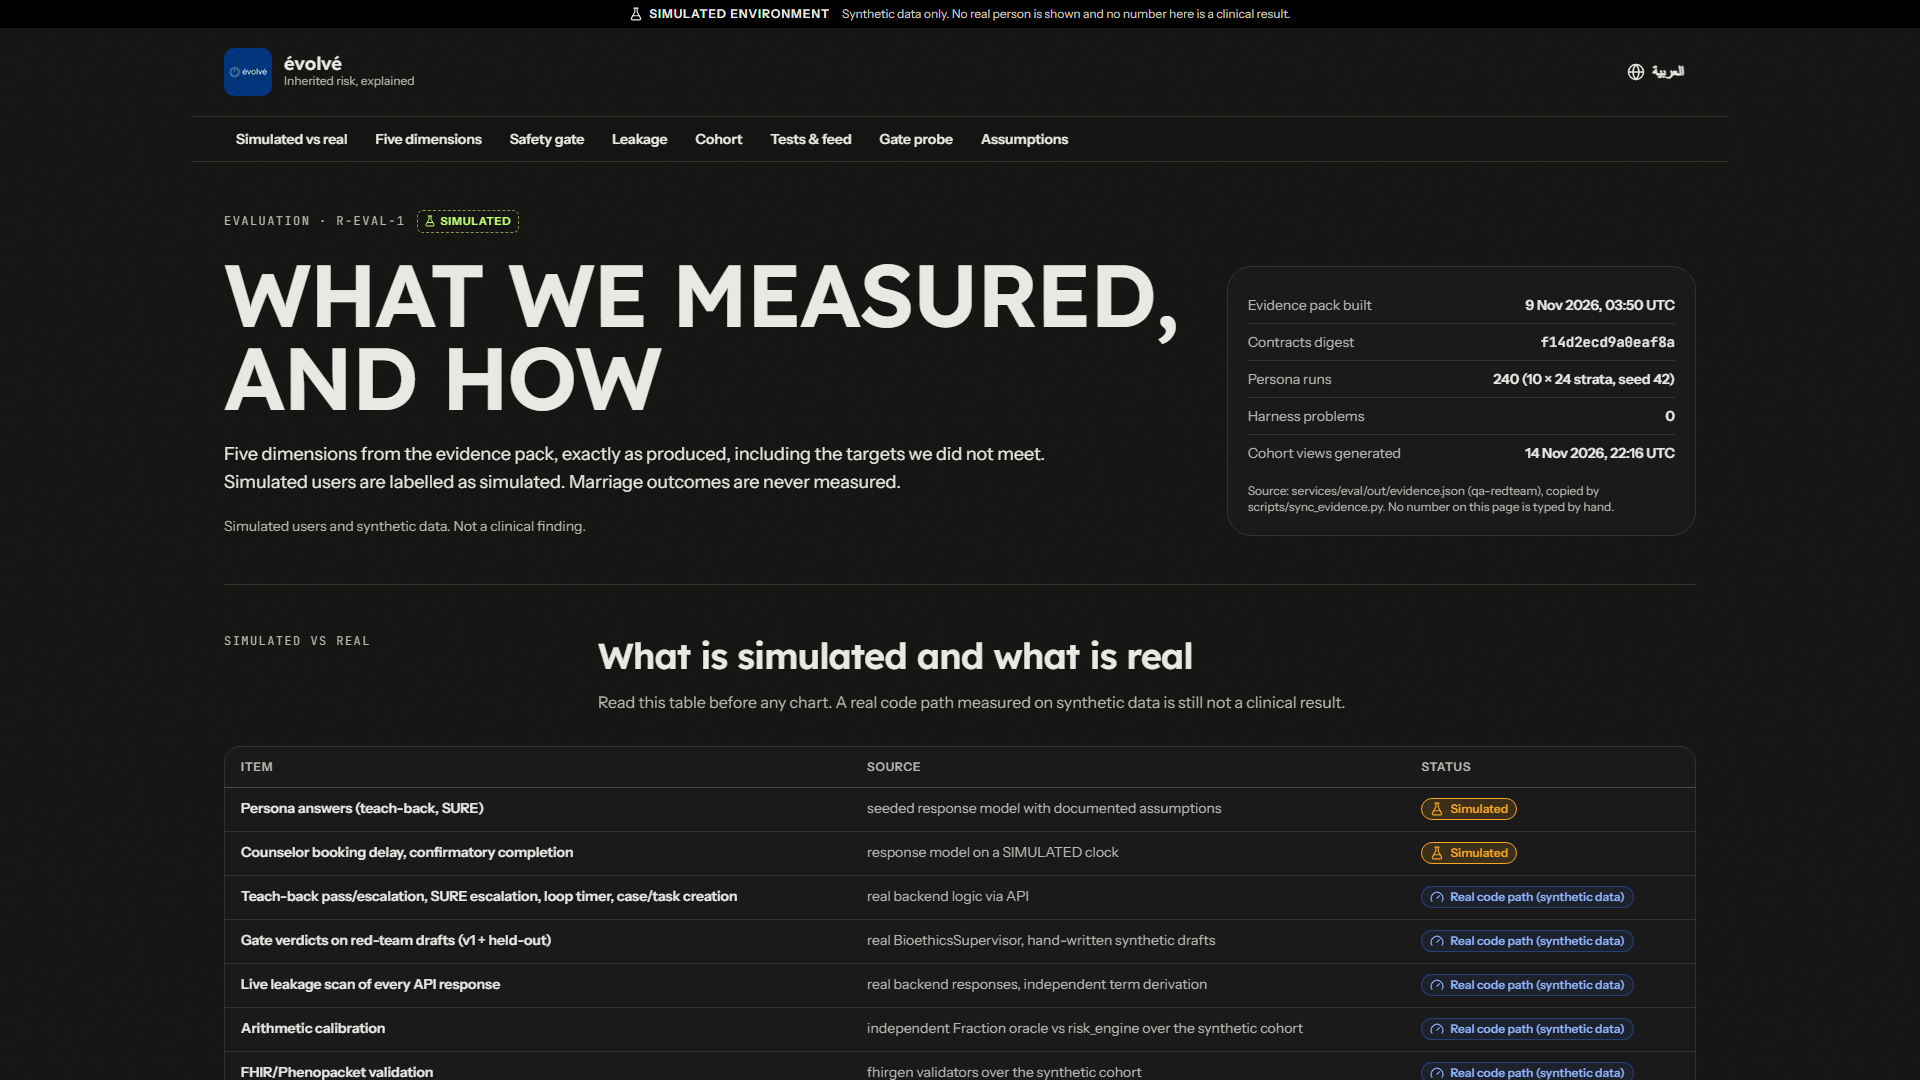 SIMULATED ENVIRONMENT Synthetic data only. No real person is shown and no number here is a clinical result.
évolvé
évolvé
Inherited risk, explained
العربية
Simulated vs real Five dimensions Safety gate Leakage Cohort Tests & feed Gate probe Assumptions
EVALUATION · R-EVAL-1 SIMULATED
WHAT WE MEASURED,
AND HOW
Five dimensions from the evidence pack, exactly as produced, including the targets we did not meet.
Simulated users are labelled as simulated. Marriage outcomes are never measured.
Simulated users and synthetic data. Not a clinical finding.
Evidence pack built 9 Nov 2026, 03:50 UTC
Contracts digest f14d2ecd9a0eaf8a
Persona runs 240 (10 × 24 strata, seed 42)
Harness problems 0
Cohort views generated 14 Nov 2026, 22:16 UTC
Source: services/eval/out/evidence.json (qa-redteam), copied by
scripts/sync_evidence.py. No number on this page is typed by hand.
SIMULATED VS REAL
What is simulated and what is real
Read this table before any chart. A real code path measured on synthetic data is still not a clinical result.
ITEM SOURCE STATUS
Persona answers (teach-back, SURE) seeded response model with documented assumptions Simulated
Counselor booking delay, confirmatory completion response model on a SIMULATED clock Simulated
Teach-back pass/escalation, SURE escalation, loop timer, case/task creation real backend logic via API Real code path (synthetic data)
Gate verdicts on red-team drafts (v1 + held-out) real BioethicsSupervisor, hand-written synthetic drafts Real code path (synthetic data)
Live leakage scan of every API response real backend responses, independent term derivation Real code path (synthetic data)
Arithmetic calibration independent Fraction oracle vs risk_engine over the synthetic cohort Real code path (synthetic data)
FHIR/Phenopacket validation fhirgen validators over the synthetic cohort Real code path (synthetic data)